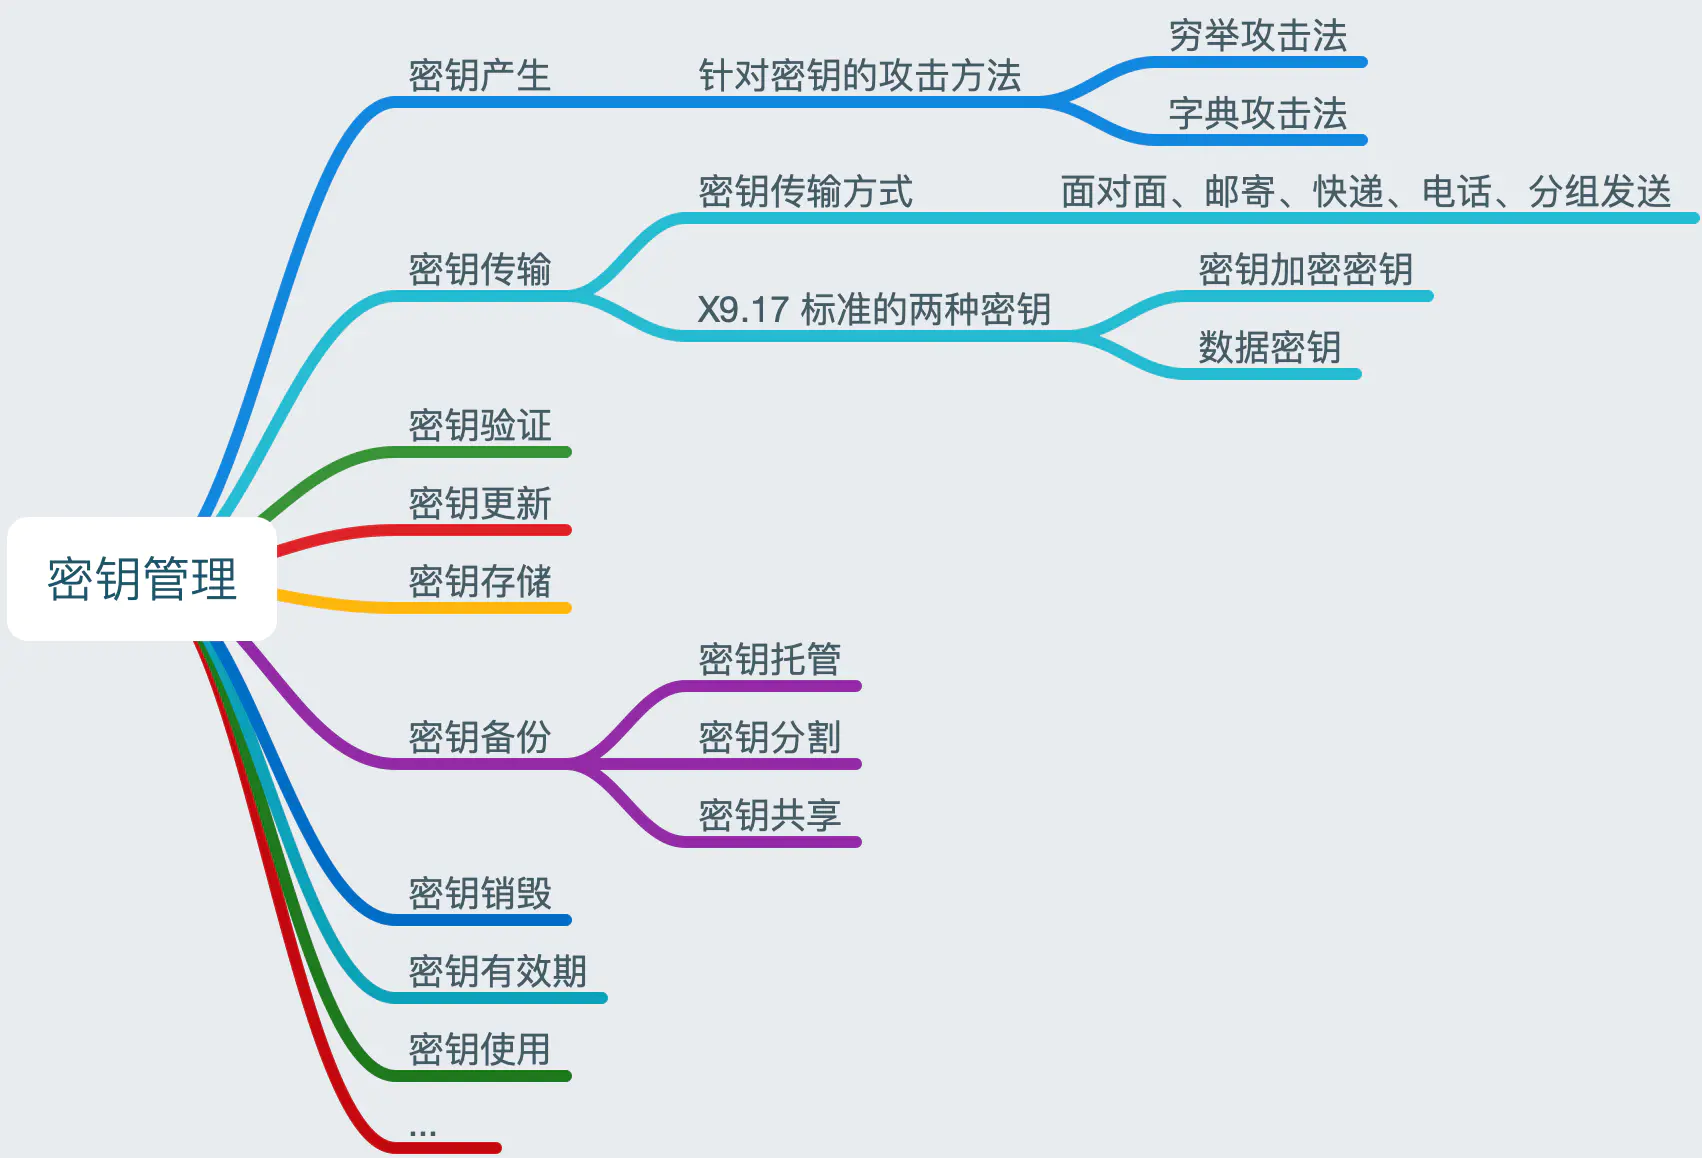 密钥管理
密钥产生
针对密钥的攻击方法
穷举攻击法
字典攻击法
密钥传输
密钥传输方式
面对面、邮寄、快递、电话、分组发送
X9.17 标准的两种密钥
密钥加密密钥
数据密钥
密钥验证
密钥更新
密钥存储
密钥备份
密钥托管
密钥分割
密钥共享
密钥销毁
密钥有效期
密钥使用
...